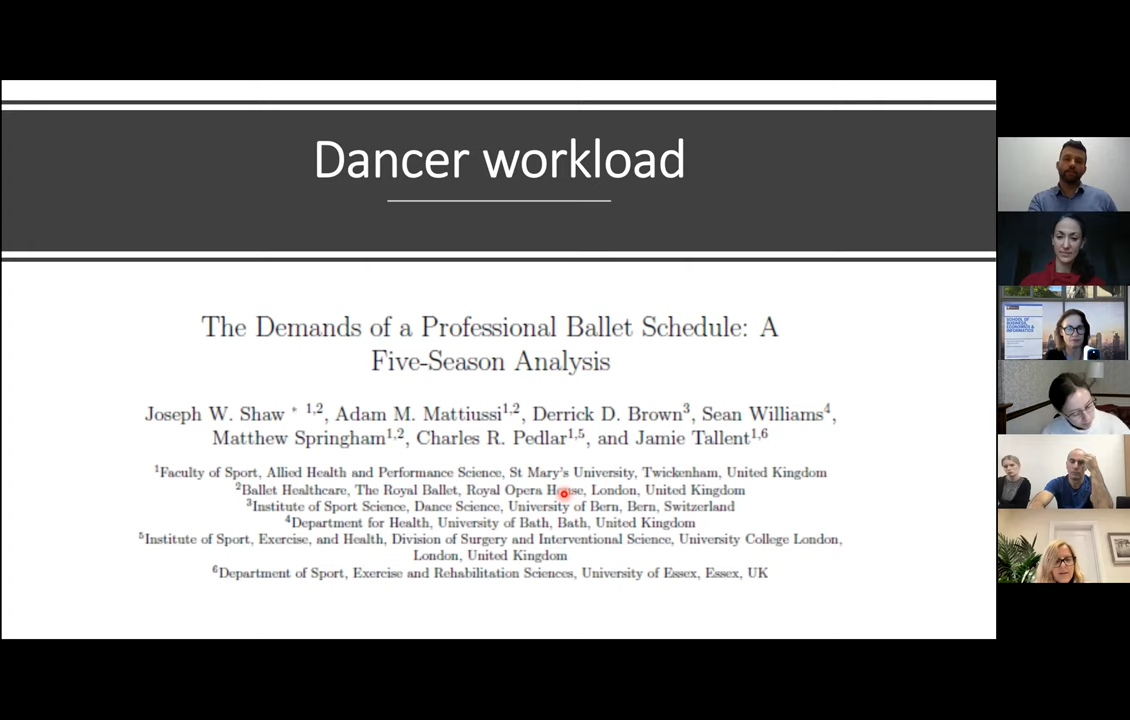 Dancer workload
The Demands of a Professional Ballet Schedule: A
Five-Season Analysis
Joseph W. Shaw * 1,2, Adam M. Mattiussi1,2, Derrick D. Brown3, Sean Williams4,
Matthew Springham1,2, Charles R. Pedlar1,5, and Jamie Tallent1,6
1Faculty of Sport, Allied Health and Performance Science, St Mary's University, Twickenham, United Kingdom
2Ballet Healthcare, The Royal Ballet, Royal Opera House, London, United Kingdom
3Institute of Sport Science, Dance Science, University of Bern, Bern, Switzerland
4Department for Health, University of Bath, Bath, United Kingdom
5Institute of Sport, Exercise, and Health, Division of Surgery and Interventional Science, University College London,
London, United Kingdom
6Department of Sport, Exercise and Rehabilitation Sciences, University of Essex, Essex, UK
SCHOOL OF
BUSINESS,
ECONOMICS &
INFORMATICS